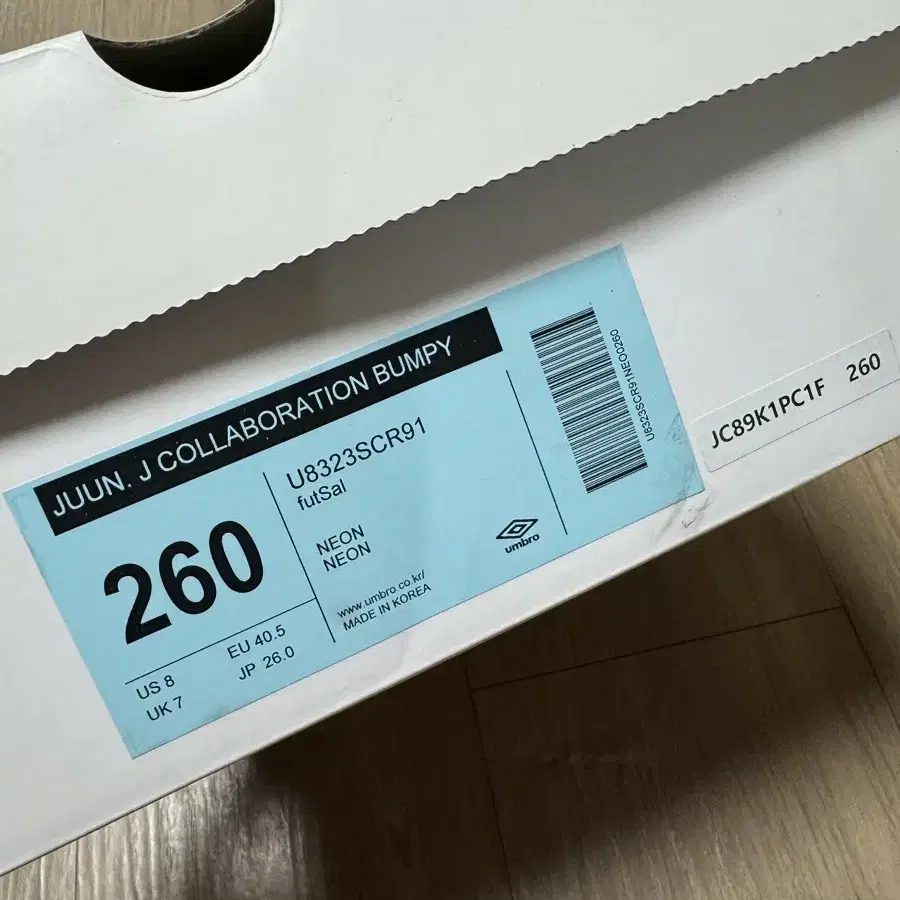 JUUN. J COLLABORATION BUMPY
260
US 8
EU 40.5
UK 7
JP 26.0
U8323SCR91
futSal
NEON
NEON
www.umbro.co.kr/
MADE IN KOREA
umbro
U8323SCR91NEO0260
JC89K1PC1F 260